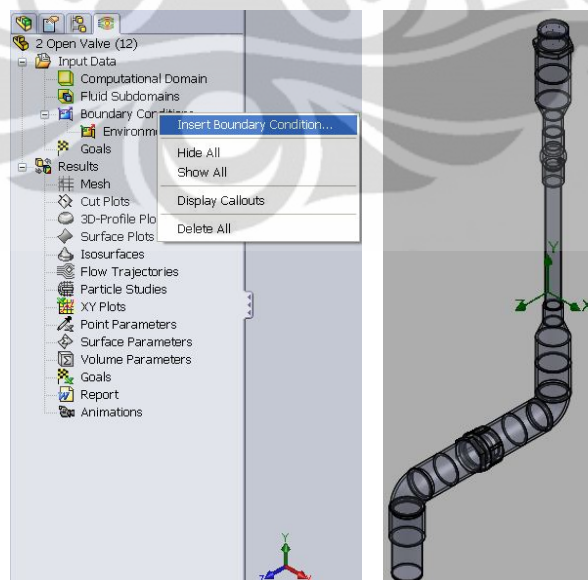 2 Open Valve (12)
Input Data
Computational Domain
Fluid Subdomains
Boundary Conditions
Insert Boundary Condition...
Environm
Hide All
Goals
Show All
Results
Mesh
Display Callouts
Cut Plots
3D-Profile Plo
Delete All
Surface Plots
Isosurfaces
Flow Trajectories
Particle Studies
XY Plots
Point Parameters
Surface Parameters
Volume Parameters
Goals
Report
Animations
Y
Z
X
Y